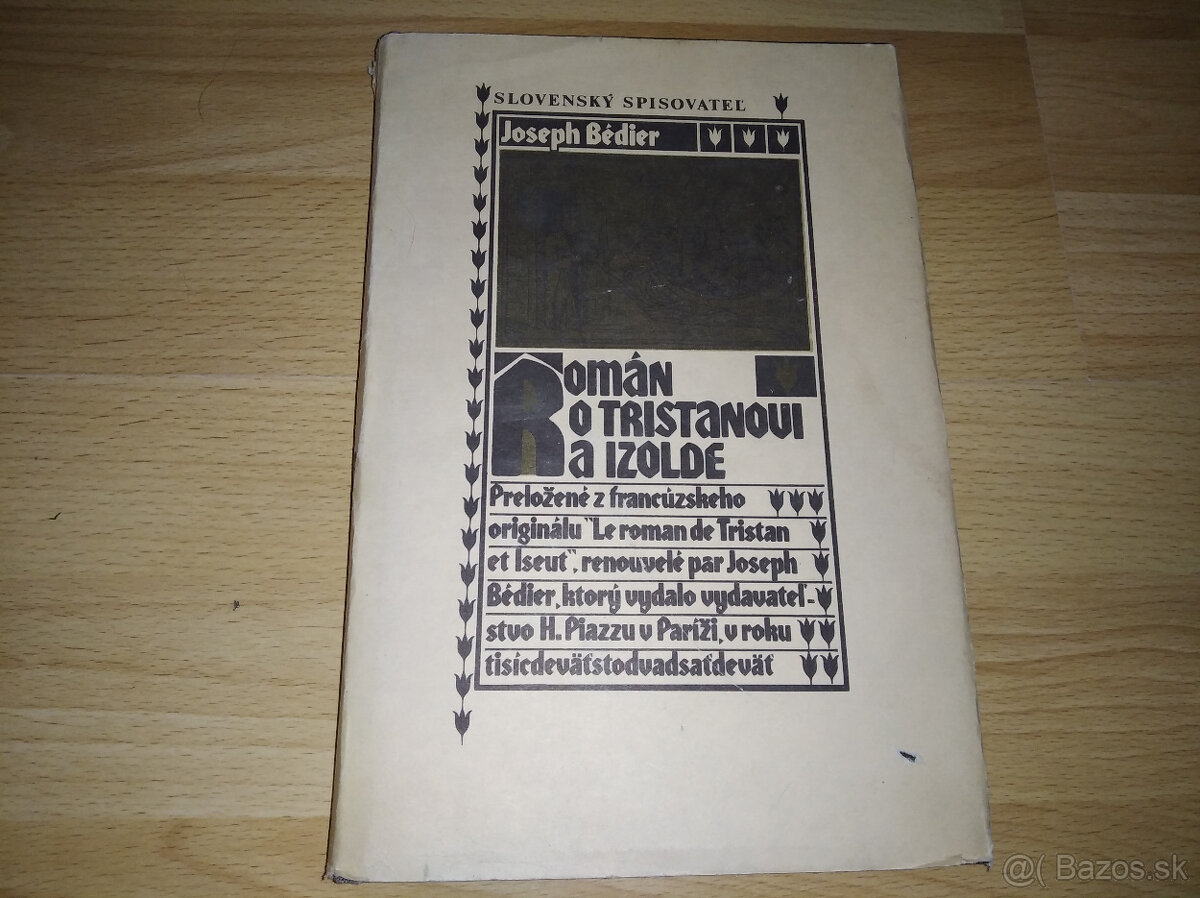 SLOVENSKÝ SPISOVATEĽ
Joseph Bédier
Román
o Tristanovi
a Izolde
Preložené z francúzskeho
originálu "Le roman de Tristan
et Iseut", renouvelé par Joseph
Bédier, ktorý vydalo vydavateľ-
stvo H. Piazzu v Paríži, v roku
tisícdeväťstodvadsaťdeväť
@( Bazos.sk